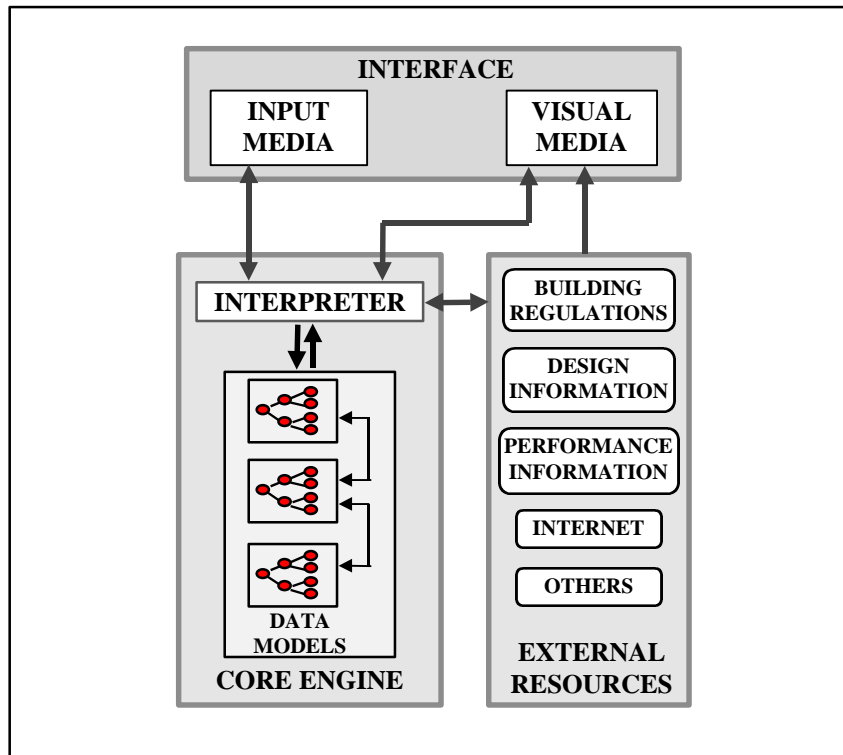 INTERFACE
INPUT
MEDIA
VISUAL
MEDIA
INTERPRETER
DATA
MODELS
CORE ENGINE
BUILDING
REGULATIONS
DESIGN
INFORMATION
PERFORMANCE
INFORMATION
INTERNET
OTHERS
EXTERNAL
RESOURCES